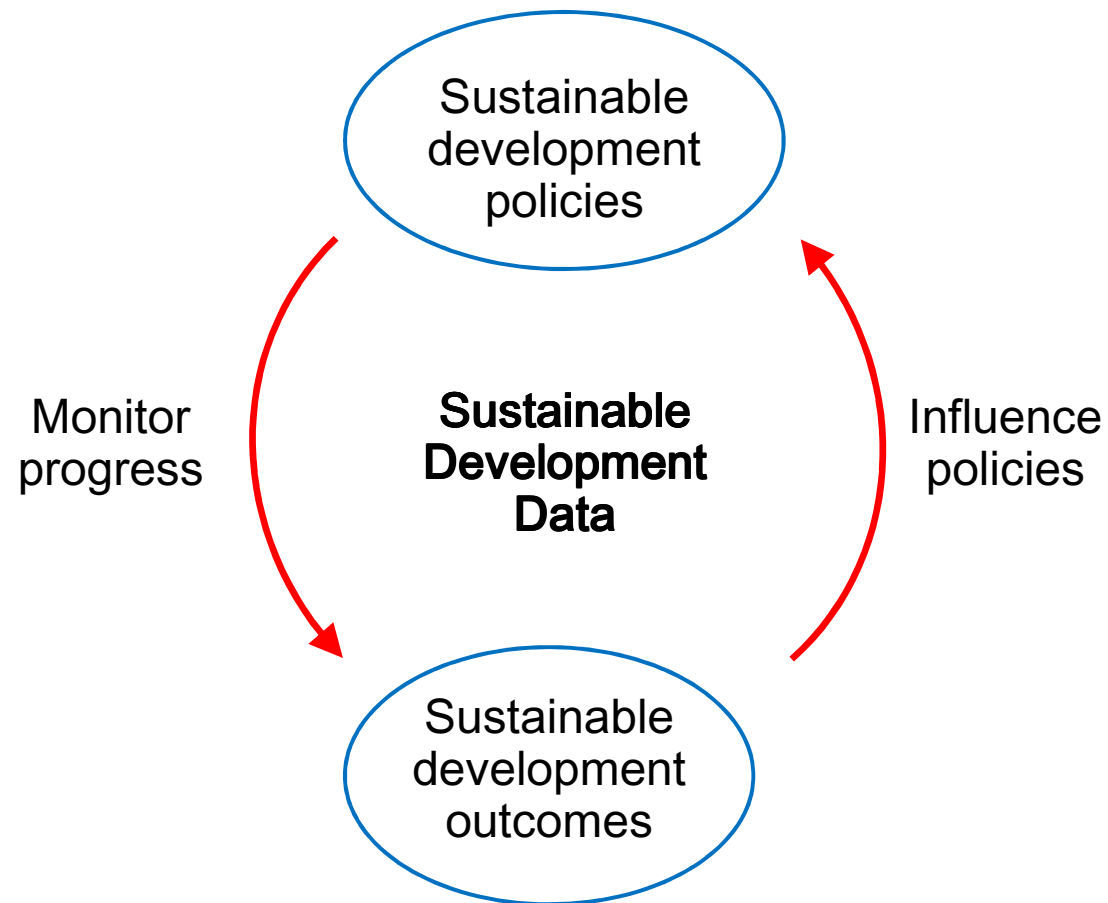 Sustainable
development
policies
Monitor
progress
Sustainable
Development
Data
Influence
policies
Sustainable
development
outcomes